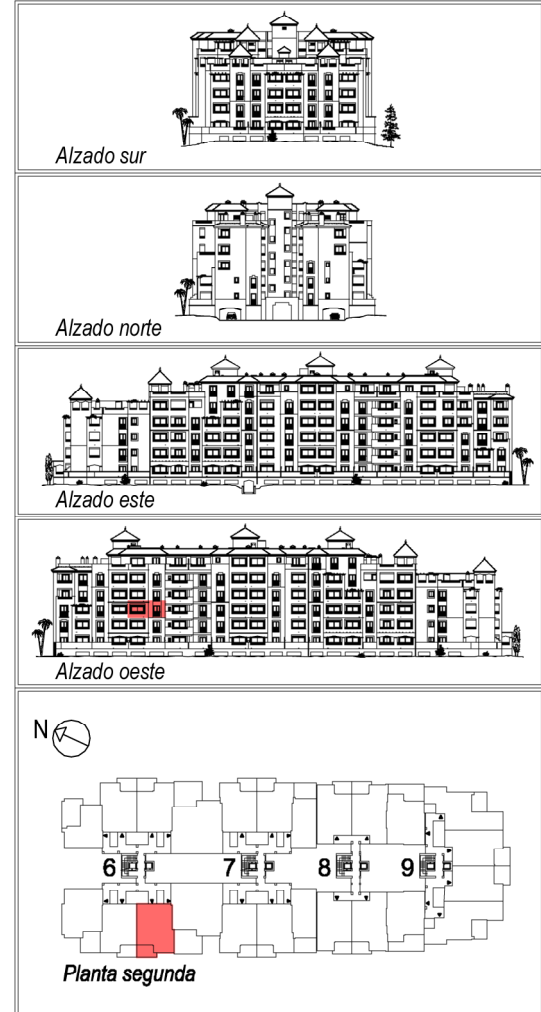 Alzado sur
Alzado norte
Alzado este
Alzado oeste
N
6 7 8 9
Planta segunda